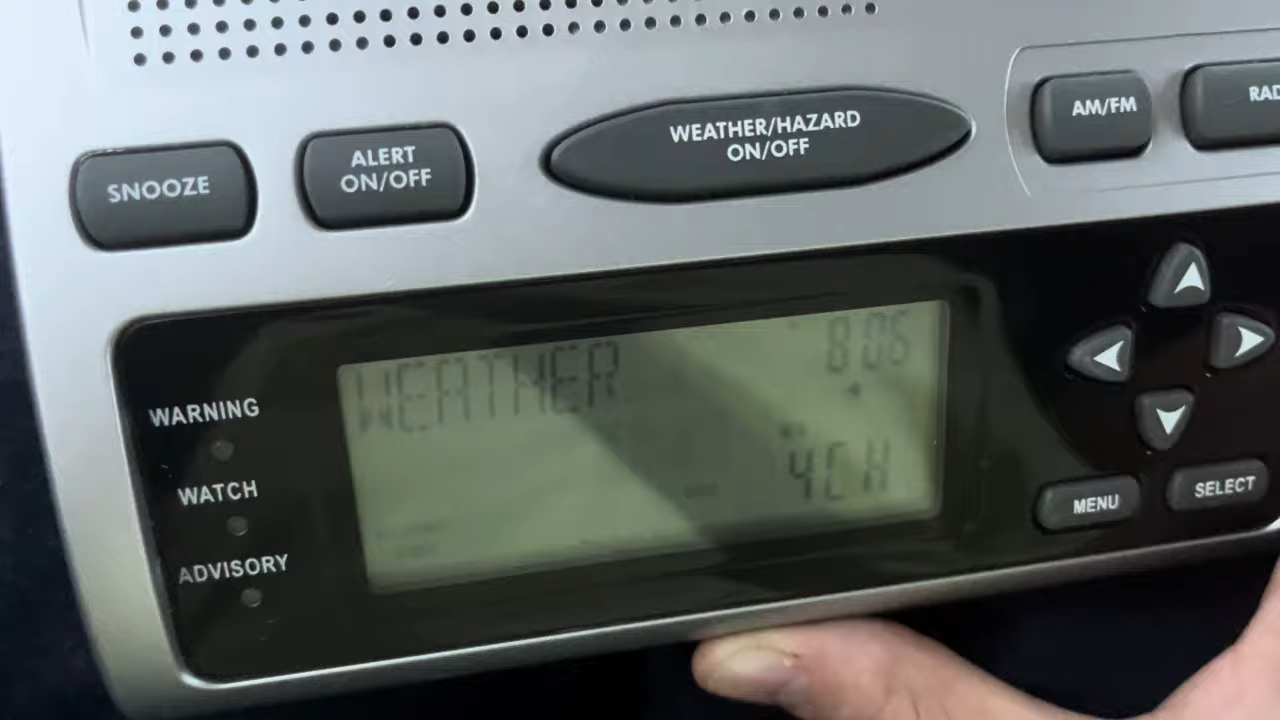 SNOOZE
ALERT
ON/OFF
WEATHER/HAZARD
ON/OFF
AM/FM
WEATHER
8:06
4CH
WARNING
WATCH
ADVISORY
MENU
SELECT